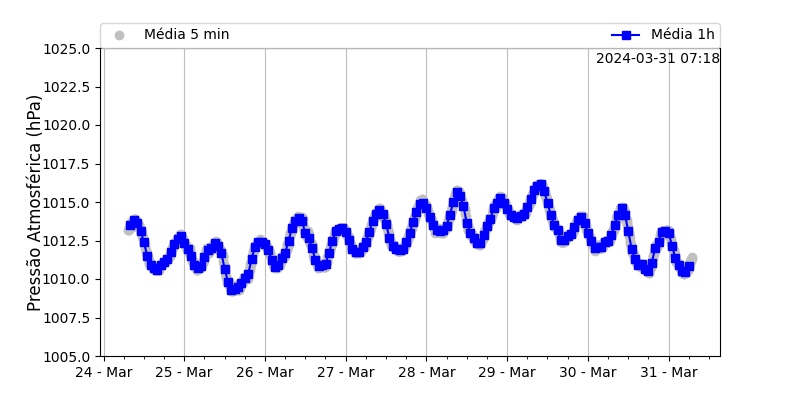 Média 5 min
Média 1h
2024-03-31 07:18
Pressão Atmosférica (hPa)
1025.0
1022.5
1020.0
1017.5
1015.0
1012.5
1010.0
1007.5
1005.0
24 - Mar
25 - Mar
26 - Mar
27 - Mar
28 - Mar
29 - Mar
30 - Mar
31 - Mar